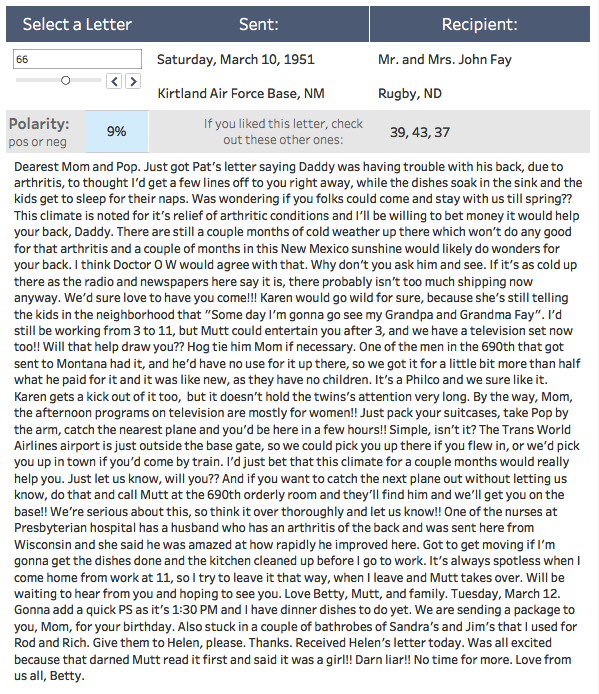 Select a Letter
Sent:
Recipient:
66
Saturday, March 10, 1951
Mr. and Mrs. John Fay
Kirtland Air Force Base, NM
Rugby, ND
Polarity:
pos or neg
9%
If you liked this letter, check
out these other ones:
39, 43, 37
Dearest Mom and Pop. Just got Pat's letter saying Daddy was having trouble with his back, due to
arthritis, to thought I'd get a few lines off to you right away, while the dishes soak in the sink and the
kids get to sleep for their naps. Was wondering if you folks could come and stay with us till spring??
This climate is noted for it's relief of arthritic conditions and I'll be willing to bet money it would help
your back, Daddy. There are still a couple months of cold weather up there which won't do any good
for that arthritis and a couple of months in this New Mexico sunshine would likely do wonders for
your back. I think Doctor O W would agree with that. Why don't you ask him and see. If it's as cold up
there as the radio and newspapers here say it is, there probably isn't too much shipping now
anyway. We'd sure love to have you come!!! Karen would go wild for sure, because she's still telling
the kids in the neighborhood that "Some day I'm gonna go see my Grandpa and Grandma Fay". I'd
still be working from 3 to 11, but Mutt could entertain you after 3, and we have a television set now
too!! Will that help draw you?? Hog tie him Mom if necessary. One of the men in the 690th that got
sent to Montana had it, and he'd have no use for it up there, so we got it for a little bit more than half
what he paid for it and it was like new, as they have no children. It's a Philco and we sure like it.
Karen gets a kick out of it too,  but it doesn't hold the twins's attention very long. By the way, Mom,
the afternoon programs on television are mostly for women!! Just pack your suitcases, take Pop by
the arm, catch the nearest plane and you'd be here in a few hours!! Simple, isn't it? The Trans World
Airlines airport is just outside the base gate, so we could pick you up there if you flew in, or we'd pick
you up in town if you'd come by train. I'd just bet that this climate for a couple months would really
help you. Just let us know, will you?? And if you want to catch the next plane out without letting us
know, do that and call Mutt at the 690th orderly room and they'll find him and we'll get you on the
base!! We're serious about this, so think it over thoroughly and let us know!! One of the nurses at
Presbyterian hospital has a husband who has an arthritis of the back and was sent here from
Wisconsin and she said he was amazed at how rapidly he improved here. Got to get moving if I'm
gonna get the dishes done and the kitchen cleaned up before I go to work. It's always spotless when I
come home from work at 11, so I try to leave it that way, when I leave and Mutt takes over. Will be
waiting to hear from you and hoping to see you. Love Betty, Mutt, and family. Tuesday, March 12.
Gonna add a quick PS as it's 1:30 PM and I have dinner dishes to do yet. We are sending a package to
you, Mom, for your birthday. Also stuck in a couple of bathrobes of Sandra's and Jim's that I used for
Rod and Rich. Give them to Helen, please. Thanks. Received Helen's letter today. Was all excited
because that darned Mutt read it first and said it was a girl!! Darn liar!! No time for more. Love from
us all, Betty.